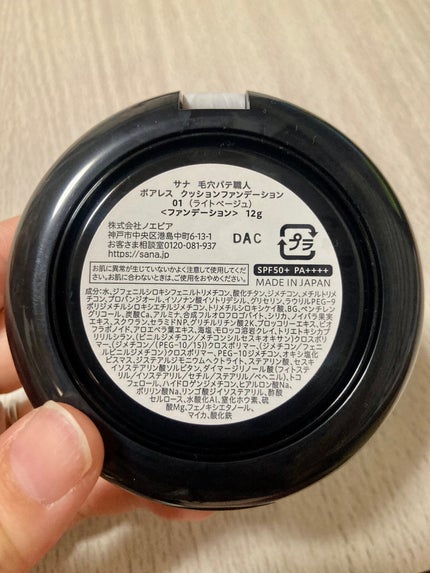 サナ 毛穴パテ職人
ポアレス クッションファンデーション
01 (ライトベージュ)
<ファンデーション> 12g
株式会社ノエビア
神戸市中央区港島中町6-13-1
お客さま相談室0120-081-937
https://sana.jp
DAC
プラ
お肌に異常が生じていないかよく注意して使用してくだ
さい。お肌に合わないときは、ご使用をおやめください。
SPF50+ PA++++
MADE IN JAPAN
成分:水、ジフェニルシロキシフェニルトリメチコン、酸化チタン、ジメチコン、メチルトリメ
チコン、プロパンジオール、イソノナン酸イソトリデシル、グリセリン、ラウリルPEG-9
ポリジメチルシロキシエチルジメチコン、トリメチルシロキシケイ酸、BG、ペンチレン
グリコール、炭酸Ca、アルミナ、合成フルオロフロゴパイト、シリカ、ノイバラ果実
エキス、スクワラン、セラミドNP、グリチルリチン酸2K、ブロッコリーエキス、ビオ
サッカリドガム-1、アロエベラ葉エキス、海塩、モロッコ溶岩クレイ、トリエトキシカプ
リリルシラン、(ビニルジメチコン/メチコンシルセスキオキサン)クロスポリ
マー、(ジメチコン/(PEG-10/15))クロスポリマー、(ジメチコン/フェニ
ルビニルジメチコン)クロスポリマー、PEG-10ジメチコン、オキシ塩化
ビスマス、ジステアルジモニウムヘクトライト、ステアリン酸、セスキ
イソステアリン酸ソルビタン、ダイマージリノール酸(フィトステ
リル/イソステアリル/セチル/ステアリル/ベヘニル)、トコ
フェロール、ハイドロゲンジメチコン、ヒアルロン酸Na、
ポリリン酸Na、リンゴ酸ジイソステアリル、酢酸
セルロース、水酸化Al、窒化ホウ素、硫
酸Mg、フェノキシエタノール、
マイカ、酸化鉄